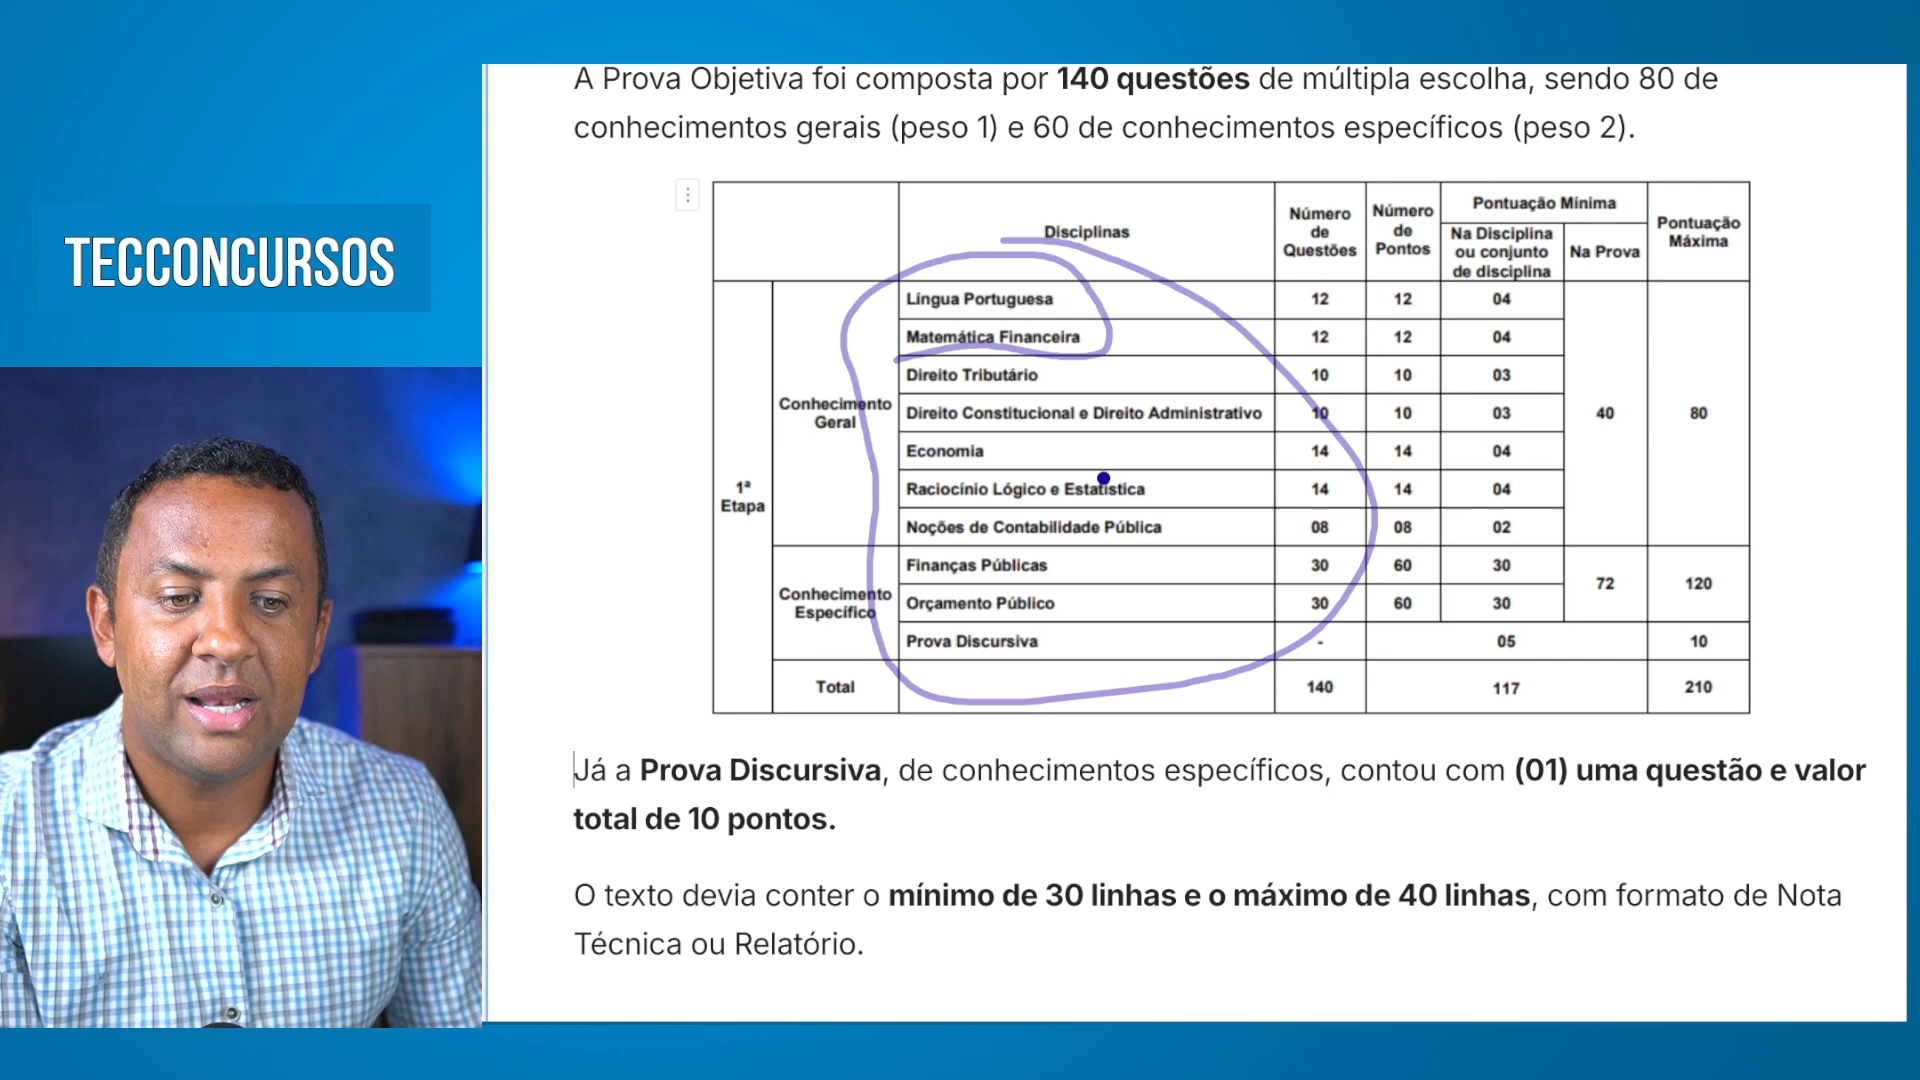 A Prova Objetiva foi composta por 140 questões de múltipla escolha, sendo 80 de
conhecimentos gerais (peso 1) e 60 de conhecimentos específicos (peso 2).
TECCONCURSOS
Disciplinas
Número de Questões
Número de Pontos
Pontuação Mínima
Na Disciplina ou conjunto de disciplina
Na Prova
Pontuação Máxima
1ª Etapa
Conhecimento Geral
Língua Portuguesa 12 12 04
Matemática Financeira 12 12 04
Direito Tributário 10 10 03
Direito Constitucional e Direito Administrativo 10 10 03 40 80
Economia 14 14 04
Raciocínio Lógico e Estatística 14 14 04
Noções de Contabilidade Pública 08 08 02
Conhecimento Específico
Finanças Públicas 30 60 30
72 120
Orçamento Público 30 60 30
Prova Discursiva - 05 10
Total 140 117 210
Já a Prova Discursiva, de conhecimentos específicos, contou com (01) uma questão e valor
total de 10 pontos.
O texto devia conter o mínimo de 30 linhas e o máximo de 40 linhas, com formato de Nota
Técnica ou Relatório.